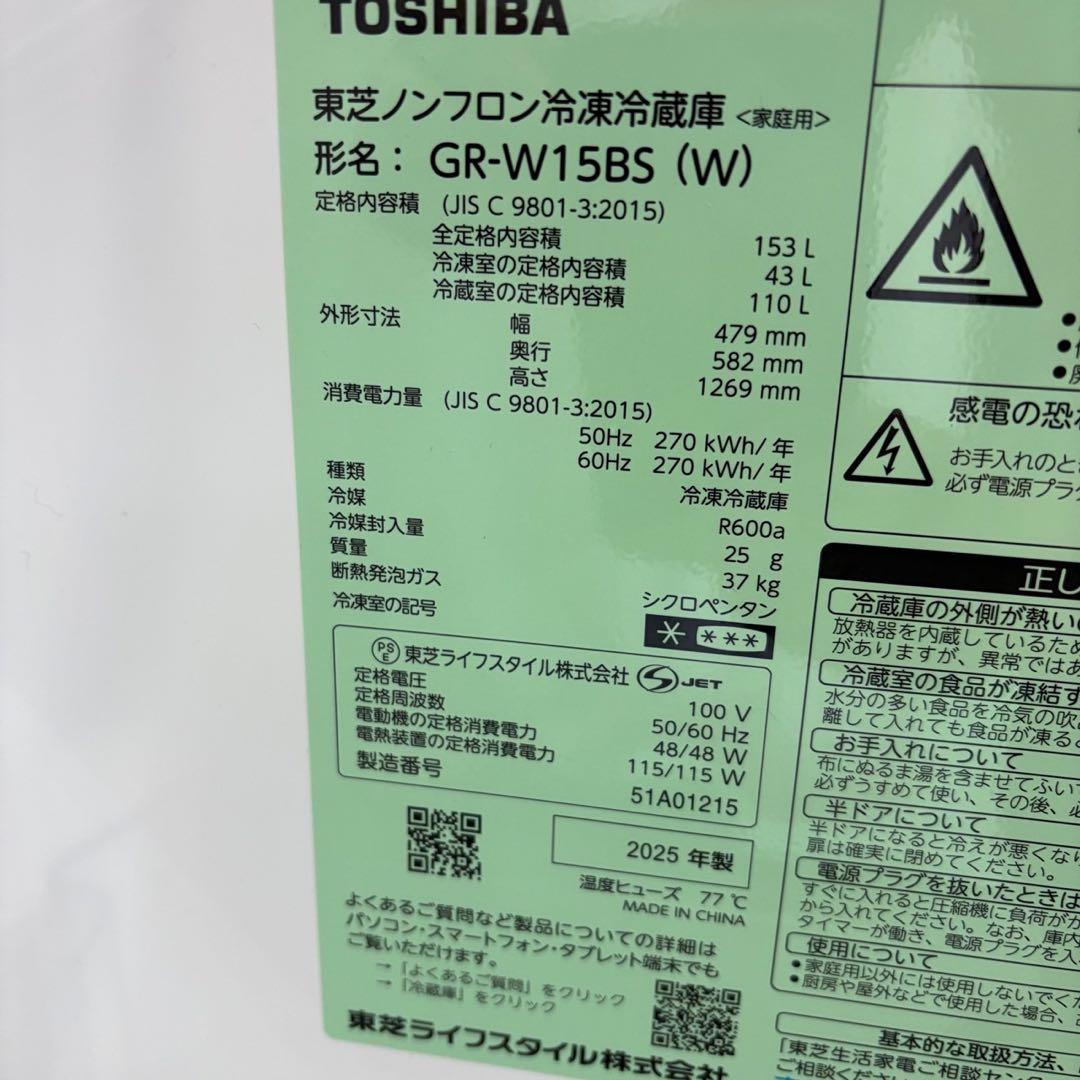 TOSHIBA
東芝ノンフロン冷凍冷蔵庫 <家庭用>
形名： GR-W15BS (W)
定格内容積 (JIS C 9801-3:2015)
全定格内容積 153 L
冷凍室の定格内容積 43 L
冷蔵室の定格内容積 110 L
外形寸法 幅 479 mm
奥行 582 mm
高さ 1269 mm
消費電力量 (JIS C 9801-3:2015)
50Hz 270 kWh/年
60Hz 270 kWh/年
種類 冷凍冷蔵庫
冷媒 R600a
冷媒封入量 25 g
質量 37 kg
断熱発泡ガス シクロペンタン
冷凍室の記号
PSE 東芝ライフスタイル株式会社 JET
定格電圧 100 V
定格周波数 50/60 Hz
電動機の定格消費電力 48/48 W
電熱装置の定格消費電力 115/115 W
製造番号 51A01215
2025 年製
温度ヒューズ 77℃
MADE IN CHINA
よくあるご質問など製品についての詳細は
パソコン・スマートフォン・タブレット端末でも
ご覧いただけます。
→「よくあるご質問」をクリック
→「冷蔵庫」をクリック
東芝ライフスタイル株式会社
感電の恐
お手入れのと
必ず電源プラ
正し
冷蔵庫の外側が熱い
放熱器を内蔵しているため
がありますが、異常ではあ
冷蔵室の食品が凍結す
水分の多い食品を冷気の吹
離して入れても食品が凍ると
お手入れについて
布にぬるま湯を含ませてふい
必ずうすめて使い、その後、
半ドアについて
半ドアになると冷えが悪くな
扉は確実に閉めてください。
電源プラグを抜いたときは
すぐに入れると圧縮機に負荷が
から入れてください。なお、庫内
タイマーが働き、電源プラグを入
使用について
●家庭用以外には使用しないでく
●厨房や屋外などで使用した場合、
基本的な取扱方法、
「東芝生活家電ご相談セン
ご相談くださ